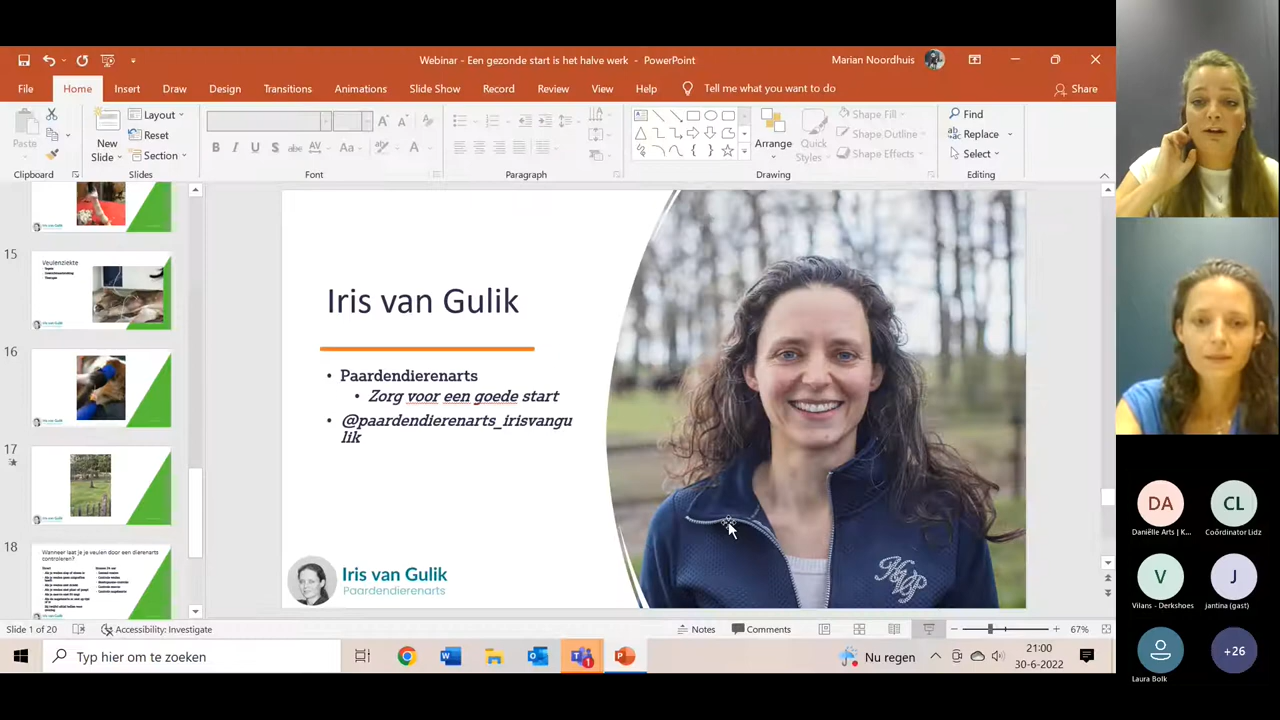 Webinar - Een gezonde start is het halve werk - PowerPoint
Marian Noordhuis
File Home Insert Draw Design Transitions Animations Slide Show Record Review View Help Tell me what you want to do Share
Paste
Clipboard
New Slide
Layout
Reset
Section
Slides
B I U S ab AV Aa A
Font
Paragraph
Arrange
Quick Styles
Shape Fill
Shape Outline
Shape Effects
Drawing
Find
Replace
Select
Editing
15
Veulenziekte
16
17
18
Wanneer laat je je veulen door een dierenarts
controleren?
Iris van Gulik
• Paardendierenarts
• Zorg voor een goede start
• @paardendierenarts_irisvangu
lik
HVP
Iris van Gulik
Paardendierenarts
DA
Daniëlle Arts | K...
CL
Coördinator Lidz
V
Vilans - Derkshoes
J
jantina (gast)
Laura Bolk
+26
Slide 1 of 20 Accessibility: Investigate Notes Comments 67%
Typ hier om te zoeken
1
Nu regen
21:00
30-6-2022